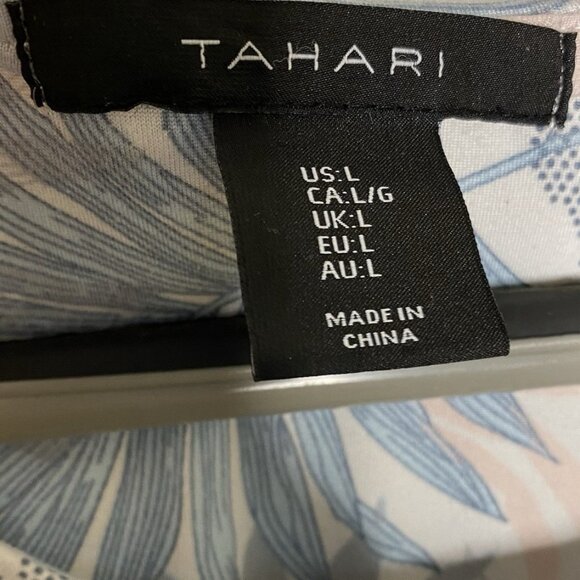 TAHARI
US:L
CA:L/G
UK:L
EU:L
AU:L
MADE IN
CHINA